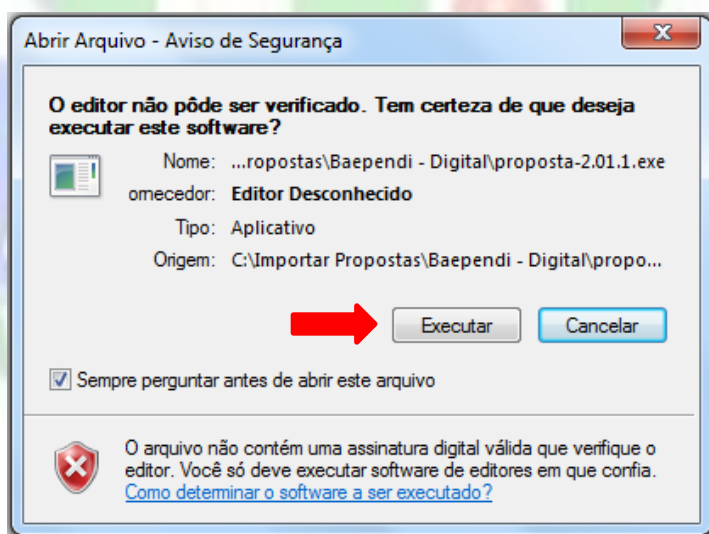 Abrir Arquivo - Aviso de Segurança
O editor não pôde ser verificado. Tem certeza de que deseja
executar este software?
Nome: ...ropostas\Baependi - Digital\proposta-2.01.1.exe
omecedor: Editor Desconhecido
Tipo: Aplicativo
Origem: C:\Importar Propostas\Baependi - Digital\propo...
Executar Cancelar
Sempre perguntar antes de abrir este arquivo
O arquivo não contém uma assinatura digital válida que verifique o
editor. Você só deve executar software de editores em que confia.
Como determinar o software a ser executado?